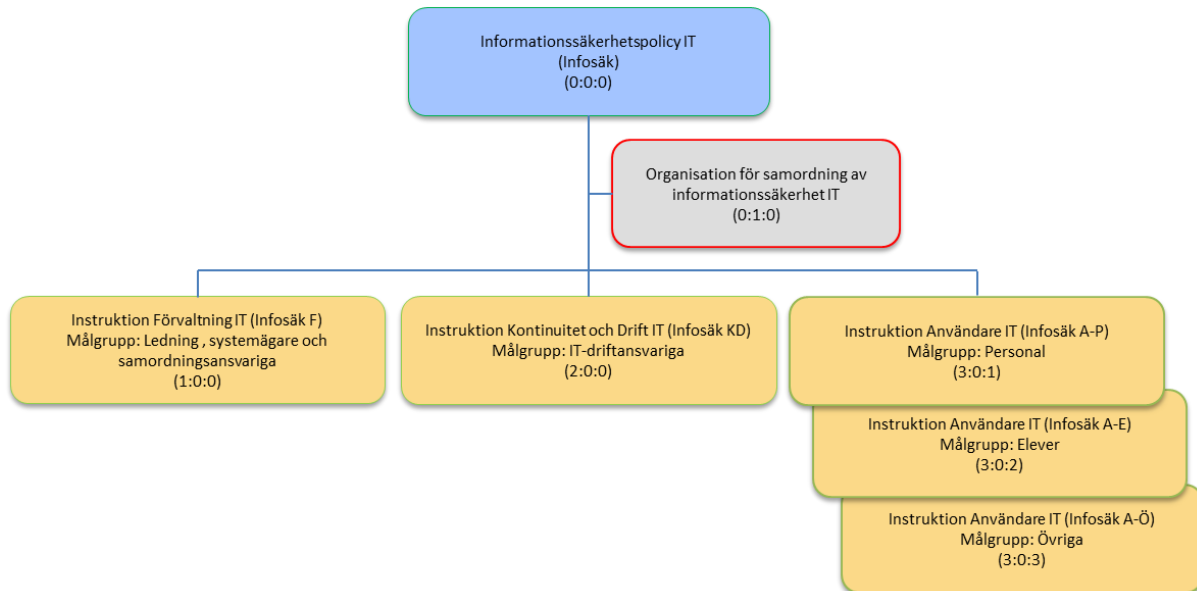 Informationssäkerhetspolicy IT
(Infosäk)
(0:0:0)
Organisation för samordning av
informationssäkerhet IT
(0:1:0)
Instruktion Förvaltning IT (Infosäk F)
Målgrupp: Ledning , systemägare och
samordningsansvariga
(1:0:0)
Instruktion Kontinuitet och Drift IT (Infosäk KD)
Målgrupp: IT-driftansvariga
(2:0:0)
Instruktion Användare IT (Infosäk A-P)
Målgrupp: Personal
(3:0:1)
Instruktion Användare IT (Infosäk A-E)
Målgrupp: Elever
(3:0:2)
Instruktion Användare IT (Infosäk A-Ö)
Målgrupp: Övriga
(3:0:3)